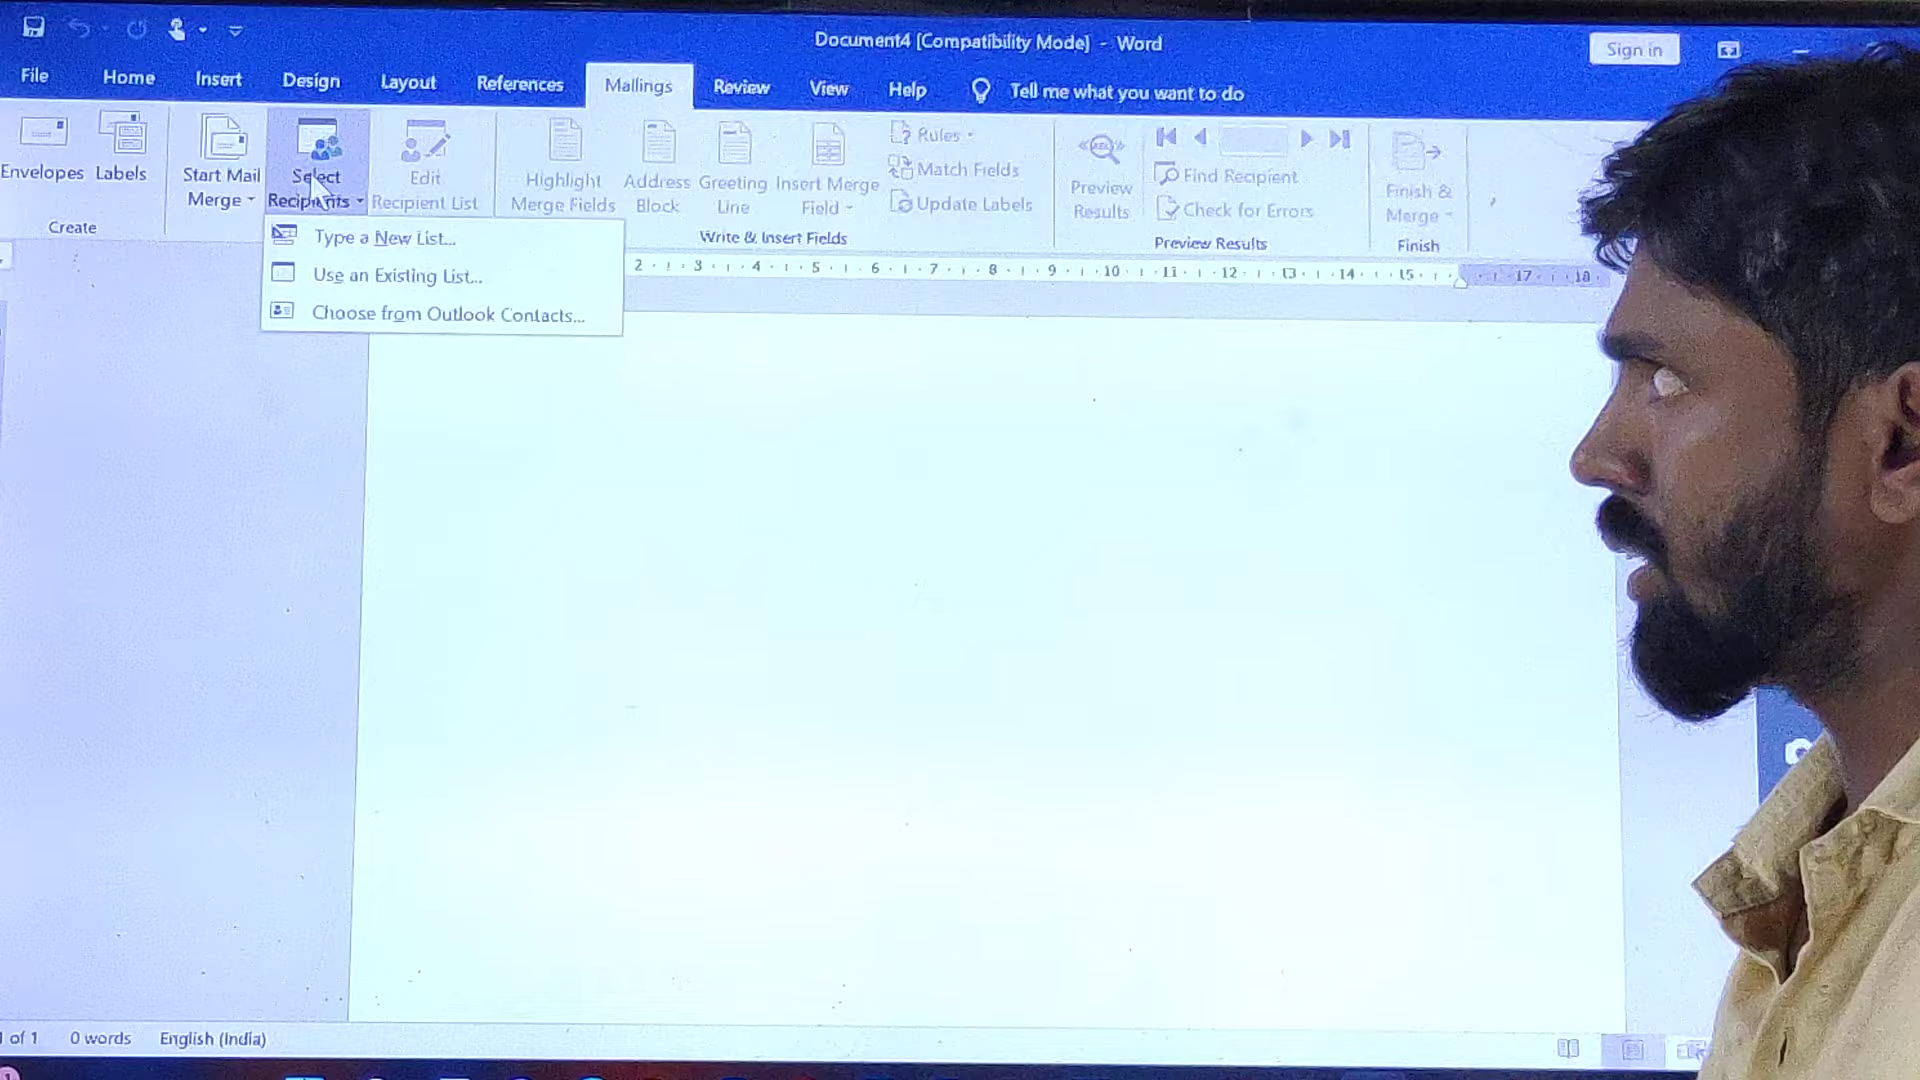 Document4 [Compatibility Mode] - Word
Sign in
File Home Insert Design Layout References Mailings Review View Help Tell me what you want to do
Envelopes Labels
Create
Start Mail Merge
Select Recipients
Edit Recipient List
Highlight Merge Fields
Address Block
Greeting Line
Insert Merge Field
Rules
Match Fields
Update Labels
Write & Insert Fields
Preview Results
Find Recipient
Check for Errors
Preview Results
Finish & Merge
Finish
Type a New List...
Use an Existing List...
Choose from Outlook Contacts...
2 3 4 5 6 7 8 9 10 11 12 13 14 15 17 18
of 1 0 words English (India)